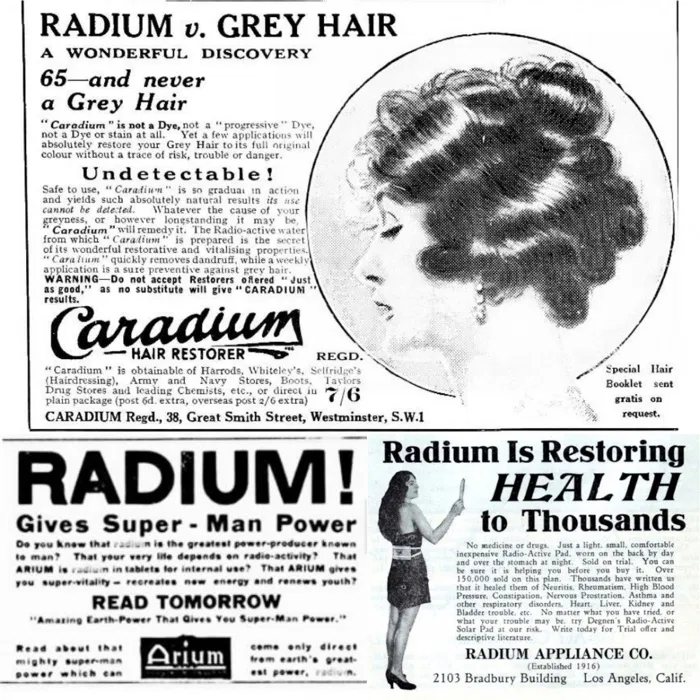 RADIUM v. GREY HAIR
A WONDERFUL DISCOVERY
65—and never
a Grey Hair
"Caradium" is not a Dye, not a "progressive" Dye,
not a Dye or stain at all. Yet a few applications will
absolutely restore your Grey Hair to its full original
colour without a trace of risk, trouble or danger.
Undetectable!
Safe to use, "Caradium" is so gradual in action
and yields such absolutely natural results its use
cannot be detected. Whatever the cause of your
greyness, or however longstanding it may be,
"Caradium" will remedy it. The Radio-active water
from which "Caradium" is prepared is the secret
of its wonderful restorative and vitalising properties.
"Caradium" quickly removes dandruff, while a weekly
application is a sure preventive against grey hair.
WARNING—Do not accept Restorers offered "Just
as good," as no substitute will give "CARADIUM"
results.
Caradium
HAIR RESTORER
REGD.
"Caradium" is obtainable of Harrods, Whiteley's, Selfridge's
(Hairdressing), Army and Navy Stores, Boots, Taylors
Drug Stores and leading Chemists, etc., or direct in 7/6
plain package (post 6d. extra, overseas post 2/6 extra)
CARADIUM Regd., 38, Great Smith Street, Westminster, S.W.1
Special Hair
Booklet sent
gratis on
request.
RADIUM!
Gives Super-Man Power
Do you know that radium is the greatest power-producer known
to man? That your very life depends on radio-activity? That
ARIUM is radium in tablets for internal use? That ARIUM gives
you super-vitality — recreates new energy and renews youth?
READ TOMORROW
"Amazing Earth-Power That Gives You Super-Man Power."
Read about that
mighty super-man
power which can
Arium
come only direct
from earth's great-
est power, radium.
Radium Is Restoring
HEALTH
to Thousands
No medicine or drugs. Just a light, small, comfortable
inexpensive Radio-Active Pad, worn on the back by day
and over the stomach at night. Sold on trial. You can
be sure it is helping you before you buy it. Over
150,000 sold on this plan. Thousands have written us
that it healed them of Neuritis, Rheumatism, High Blood
Pressure, Constipation, Nervous Prostration, Asthma and
other respiratory disorders, Heart, Liver, Kidney and
Bladder trouble, etc. No matter what you have tried, or
what your trouble may be, try Degnen's Radio-Active
Solar Pad at our risk. Write today for Trial offer and
descriptive literature.
RADIUM APPLIANCE CO.
(Established 1916)
2103 Bradbury Building Los Angeles, Calif.